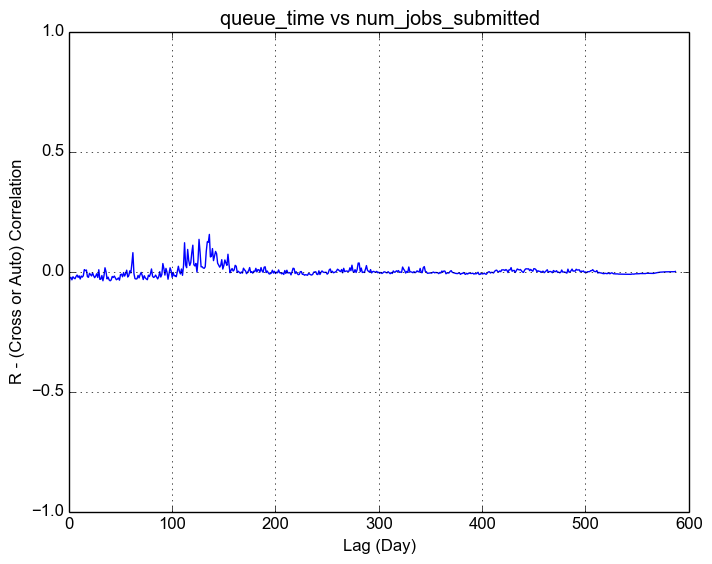 queue_time vs num_jobs_submitted
1.0
0.5
0.0
−0.5
−1.0
R - (Cross or Auto) Correlation
0 100 200 300 400 500 600
Lag (Day)